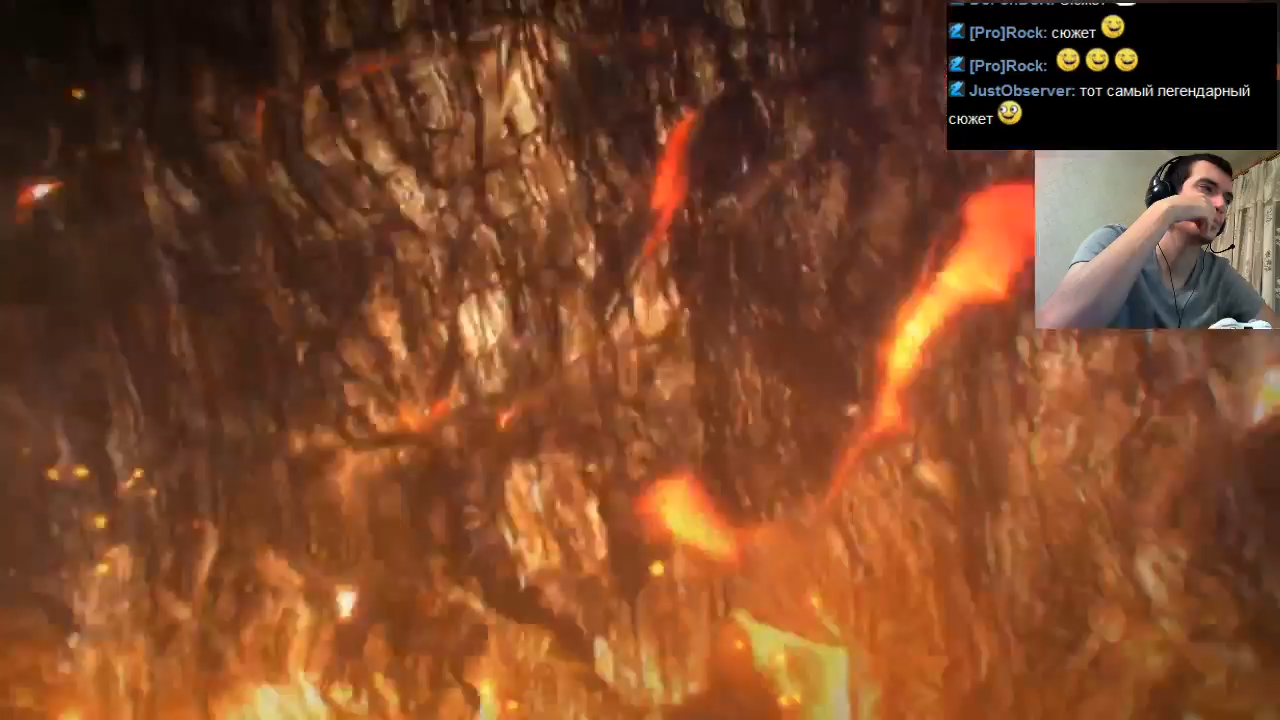 [Pro]Rock: сюжет
[Pro]Rock:
JustObserver: тот самый легендарный
сюжет